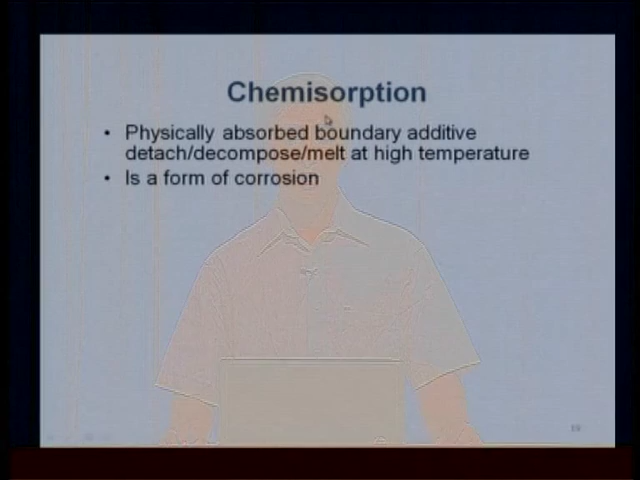 Chemisorption
• Physically absorbed boundary additive
detach/decompose/melt at high temperature
• Is a form of corrosion